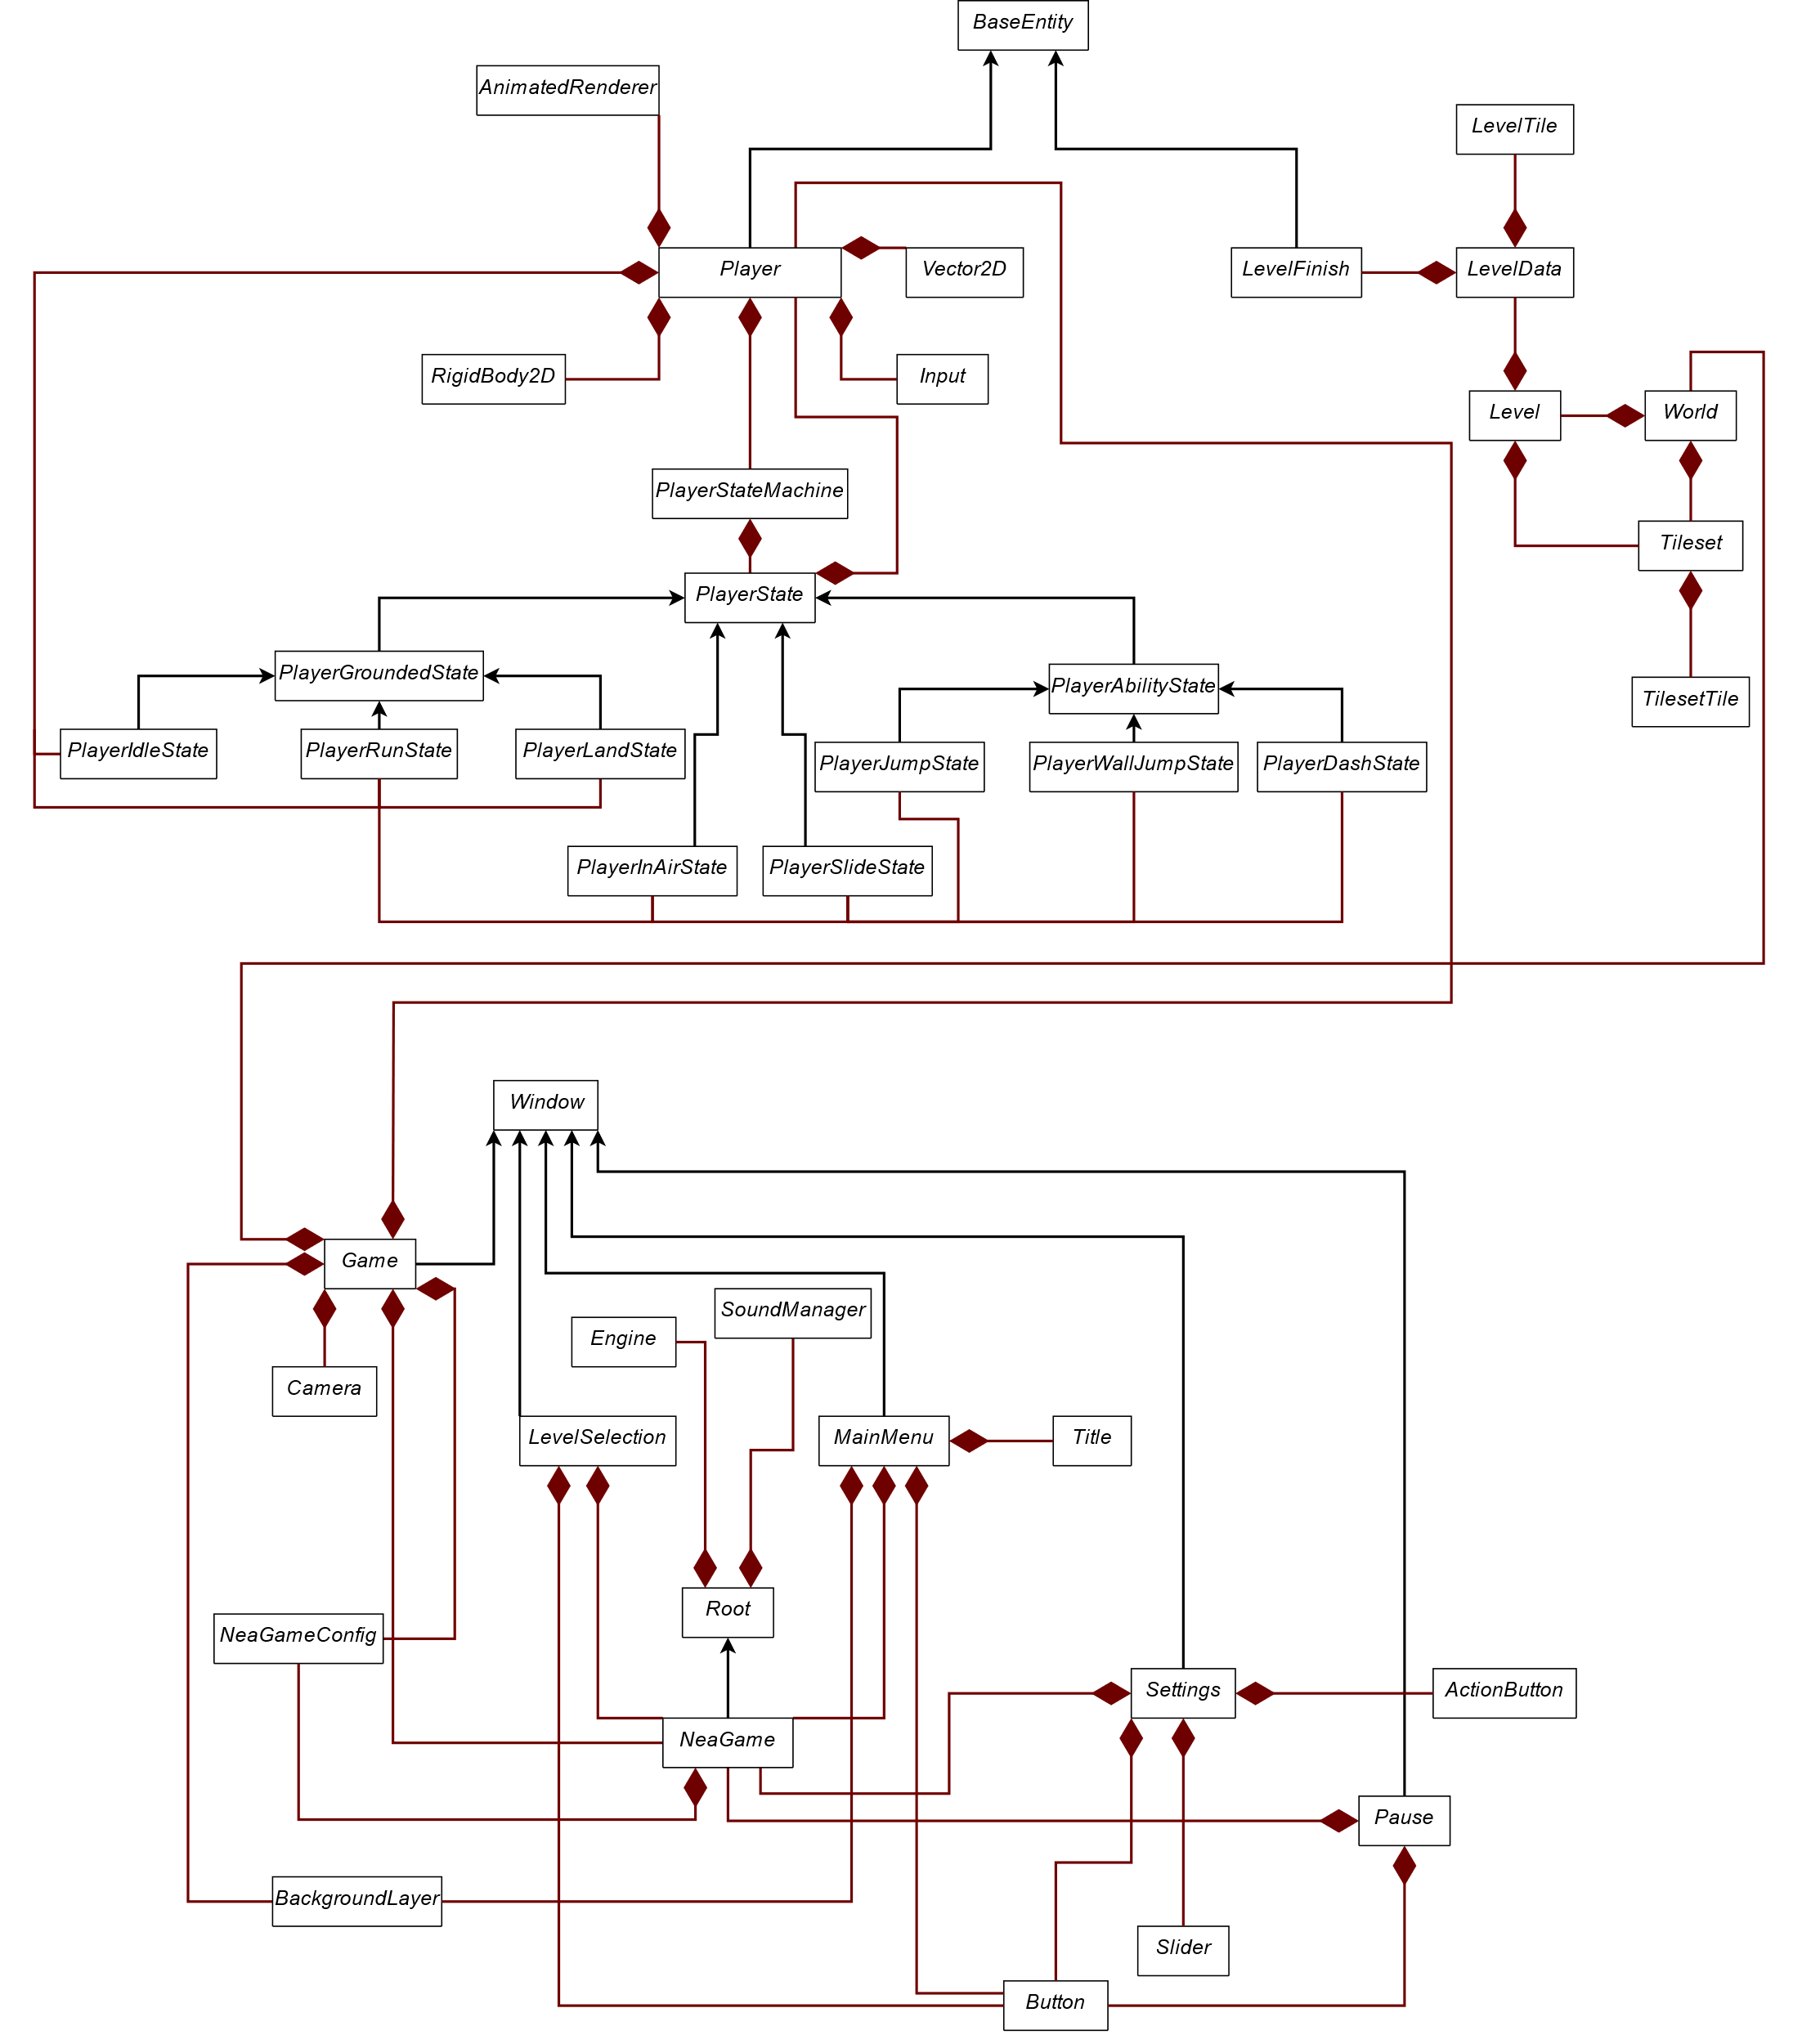 BaseEntity
AnimatedRenderer
LevelTile
Player
Vector2D
LevelFinish
LevelData
RigidBody2D
Input
Level
World
PlayerStateMachine
Tileset
PlayerState
PlayerGroundedState
PlayerAbilityState
TilesetTile
PlayerIdleState
PlayerRunState
PlayerLandState
PlayerJumpState
PlayerWallJumpState
PlayerDashState
PlayerInAirState
PlayerSlideState
Window
Game
SoundManager
Engine
Camera
LevelSelection
MainMenu
Title
Root
NeaGameConfig
Settings
ActionButton
NeaGame
Pause
BackgroundLayer
Slider
Button